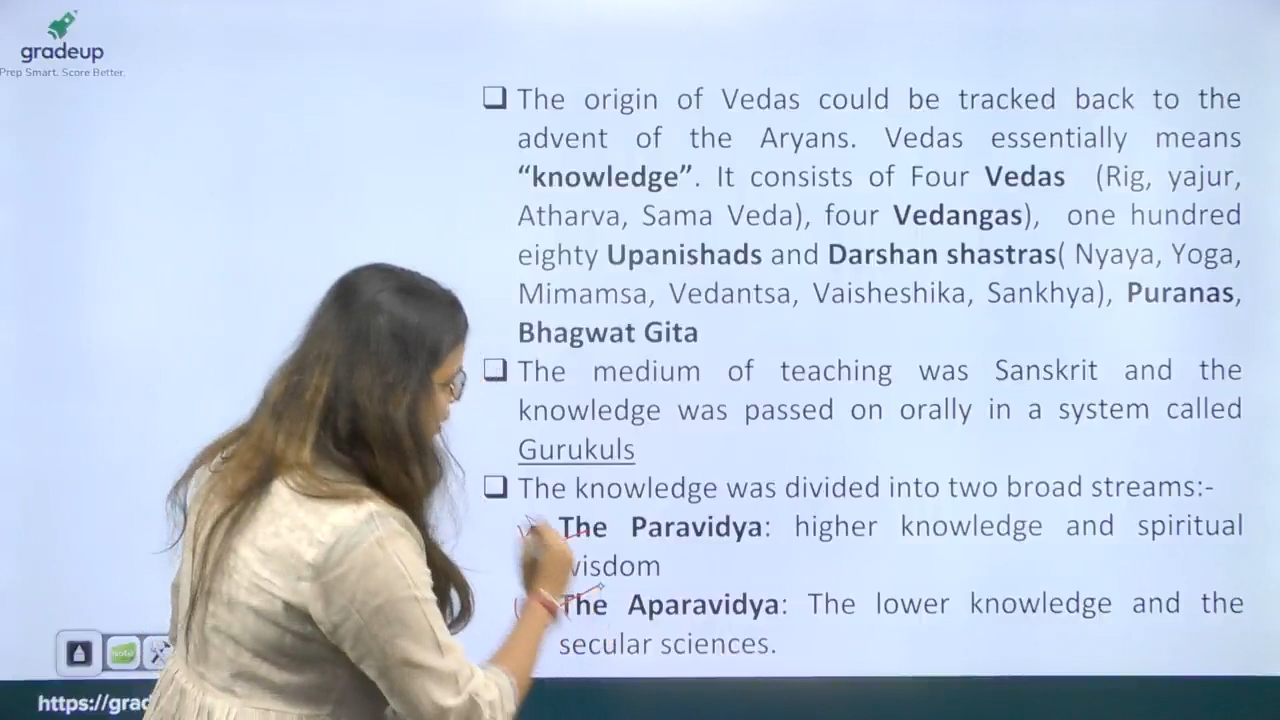 gradeup
Prep Smart. Score Better.
The origin of Vedas could be tracked back to the
advent of the Aryans. Vedas essentially means
“knowledge”. It consists of Four Vedas (Rig, yajur,
Atharva, Sama Veda), four Vedangas), one hundred
eighty Upanishads and Darshan shastras( Nyaya, Yoga,
Mimamsa, Vedantsa, Vaisheshika, Sankhya), Puranas,
Bhagwat Gita
The medium of teaching was Sanskrit and the
knowledge was passed on orally in a system called
Gurukuls
The knowledge was divided into two broad streams:-
The Paravidya: higher knowledge and spiritual
wisdom
The Aparavidya: The lower knowledge and the
secular sciences.
https://grad